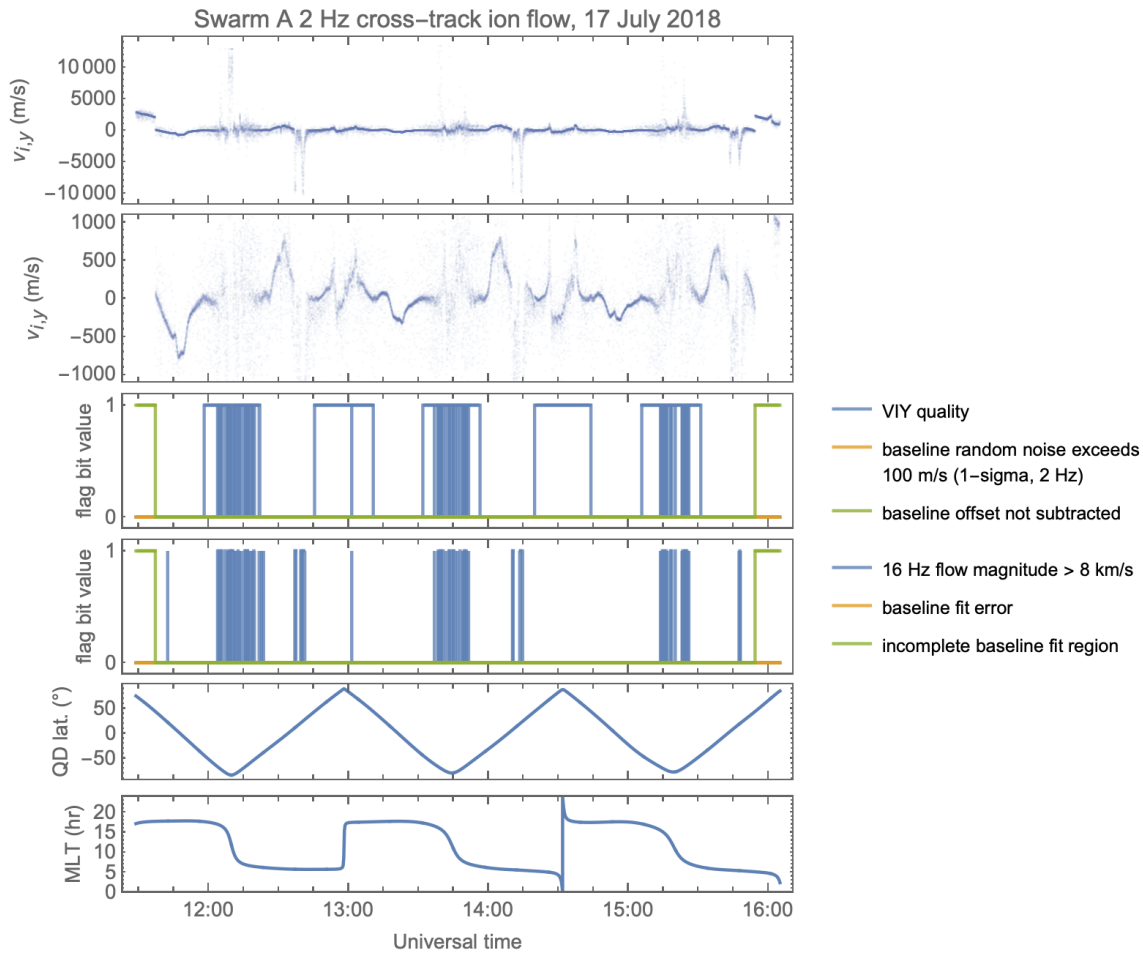 Swarm A 2 Hz cross−track ion flow, 17 July 2018
10 000
5000
0
−5000
−10 000
v_{i,y} (m/s)
1000
500
0
−500
−1000
v_{i,y} (m/s)
1
0
flag bit value
VIY quality
baseline random noise exceeds
100 m/s (1−sigma, 2 Hz)
baseline offset not subtracted
1
0
flag bit value
16 Hz flow magnitude > 8 km/s
baseline fit error
incomplete baseline fit region
50
0
−50
QD lat. (°)
20
15
10
5
0
MLT (hr)
12:00 13:00 14:00 15:00 16:00
Universal time